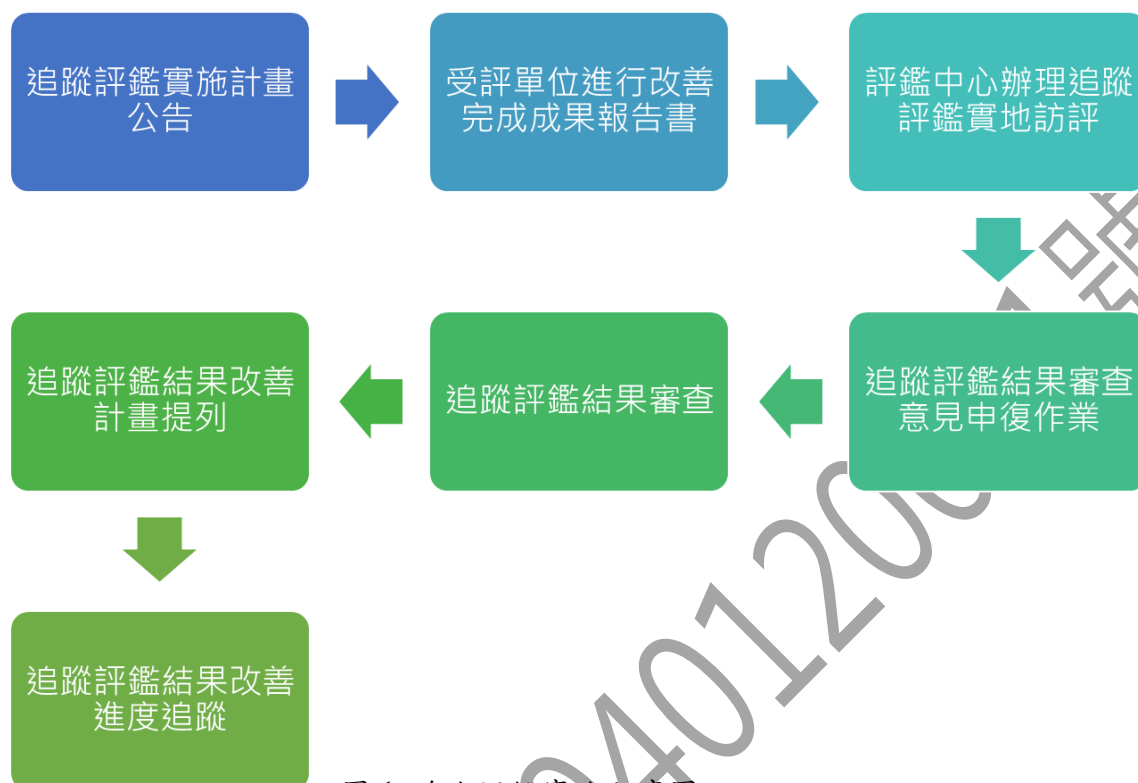 追蹤評鑑實施計畫
公告
受評單位進行改善
完成成果報告書
評鑑中心辦理追蹤
評鑑實地訪評
追蹤評鑑結果審查
意見申復作業
追蹤評鑑結果審查
追蹤評鑑結果改善
計畫提列
追蹤評鑑結果改善
進度追蹤